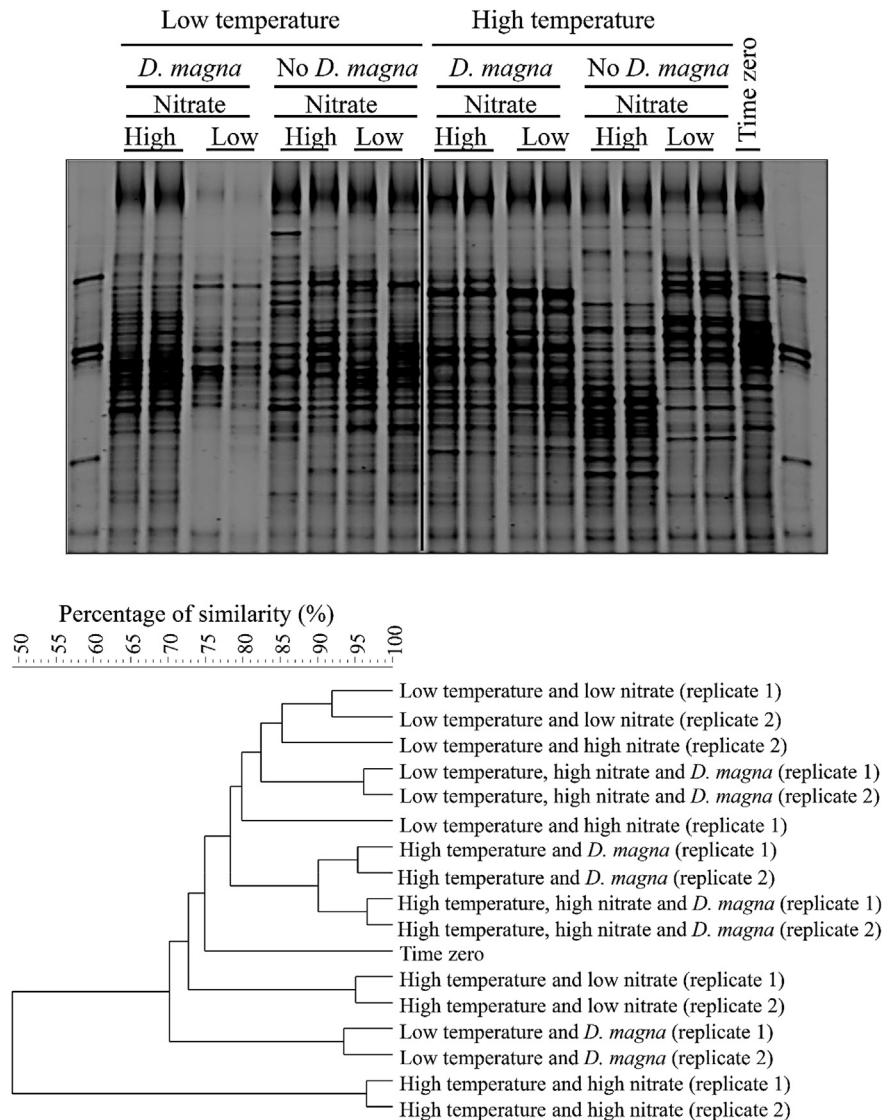 Low temperature High temperature
D. magna No D. magna D. magna No D. magna
Nitrate Nitrate Nitrate Nitrate
High Low High Low High Low High Low
Time zero
Percentage of similarity (%)
50 55 60 65 70 75 80 85 90 95 100
Low temperature and low nitrate (replicate 1)
Low temperature and low nitrate (replicate 2)
Low temperature and high nitrate (replicate 2)
Low temperature, high nitrate and D. magna (replicate 1)
Low temperature, high nitrate and D. magna (replicate 2)
Low temperature and high nitrate (replicate 1)
High temperature and D. magna (replicate 1)
High temperature and D. magna (replicate 2)
High temperature, high nitrate and D. magna (replicate 1)
High temperature, high nitrate and D. magna (replicate 2)
Time zero
High temperature and low nitrate (replicate 1)
High temperature and low nitrate (replicate 2)
Low temperature and D. magna (replicate 1)
Low temperature and D. magna (replicate 2)
High temperature and high nitrate (replicate 1)
High temperature and high nitrate (replicate 2)